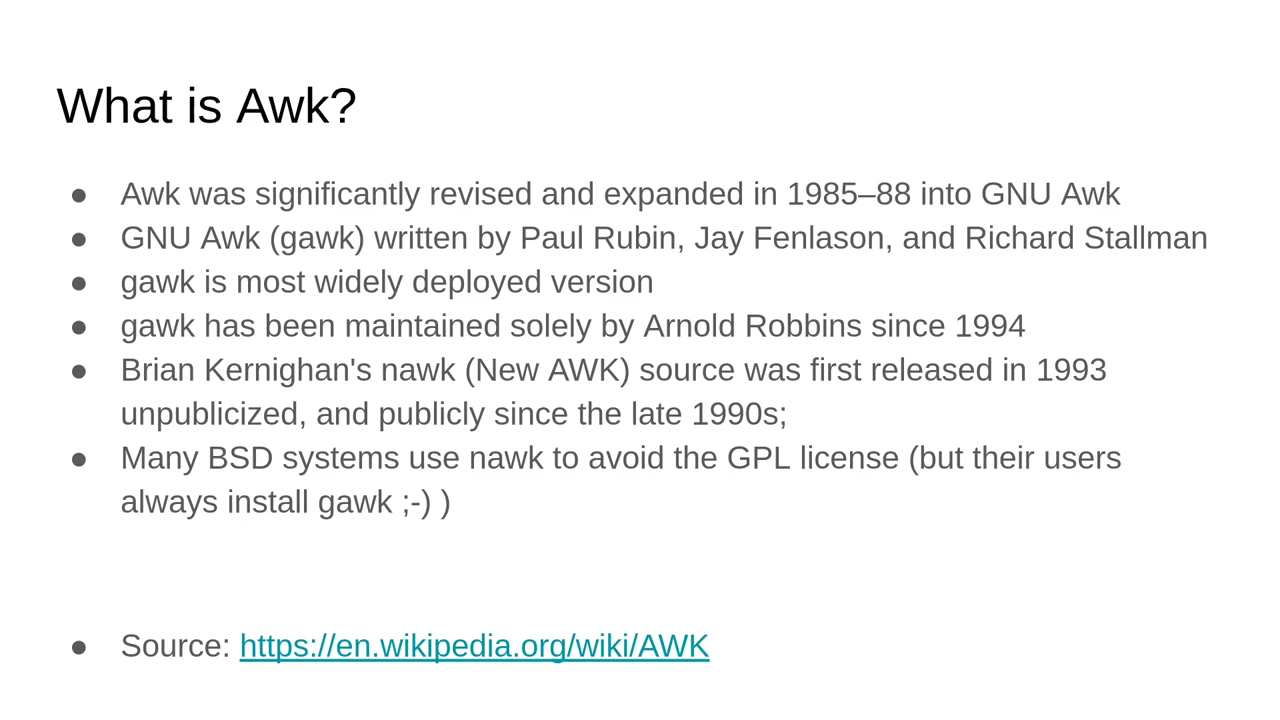 What is Awk?
● Awk was significantly revised and expanded in 1985–88 into GNU Awk
● GNU Awk (gawk) written by Paul Rubin, Jay Fenlason, and Richard Stallman
● gawk is most widely deployed version
● gawk has been maintained solely by Arnold Robbins since 1994
● Brian Kernighan's nawk (New AWK) source was first released in 1993
unpublicized, and publicly since the late 1990s;
● Many BSD systems use nawk to avoid the GPL license (but their users
always install gawk ;-) )
● Source: https://en.wikipedia.org/wiki/AWK